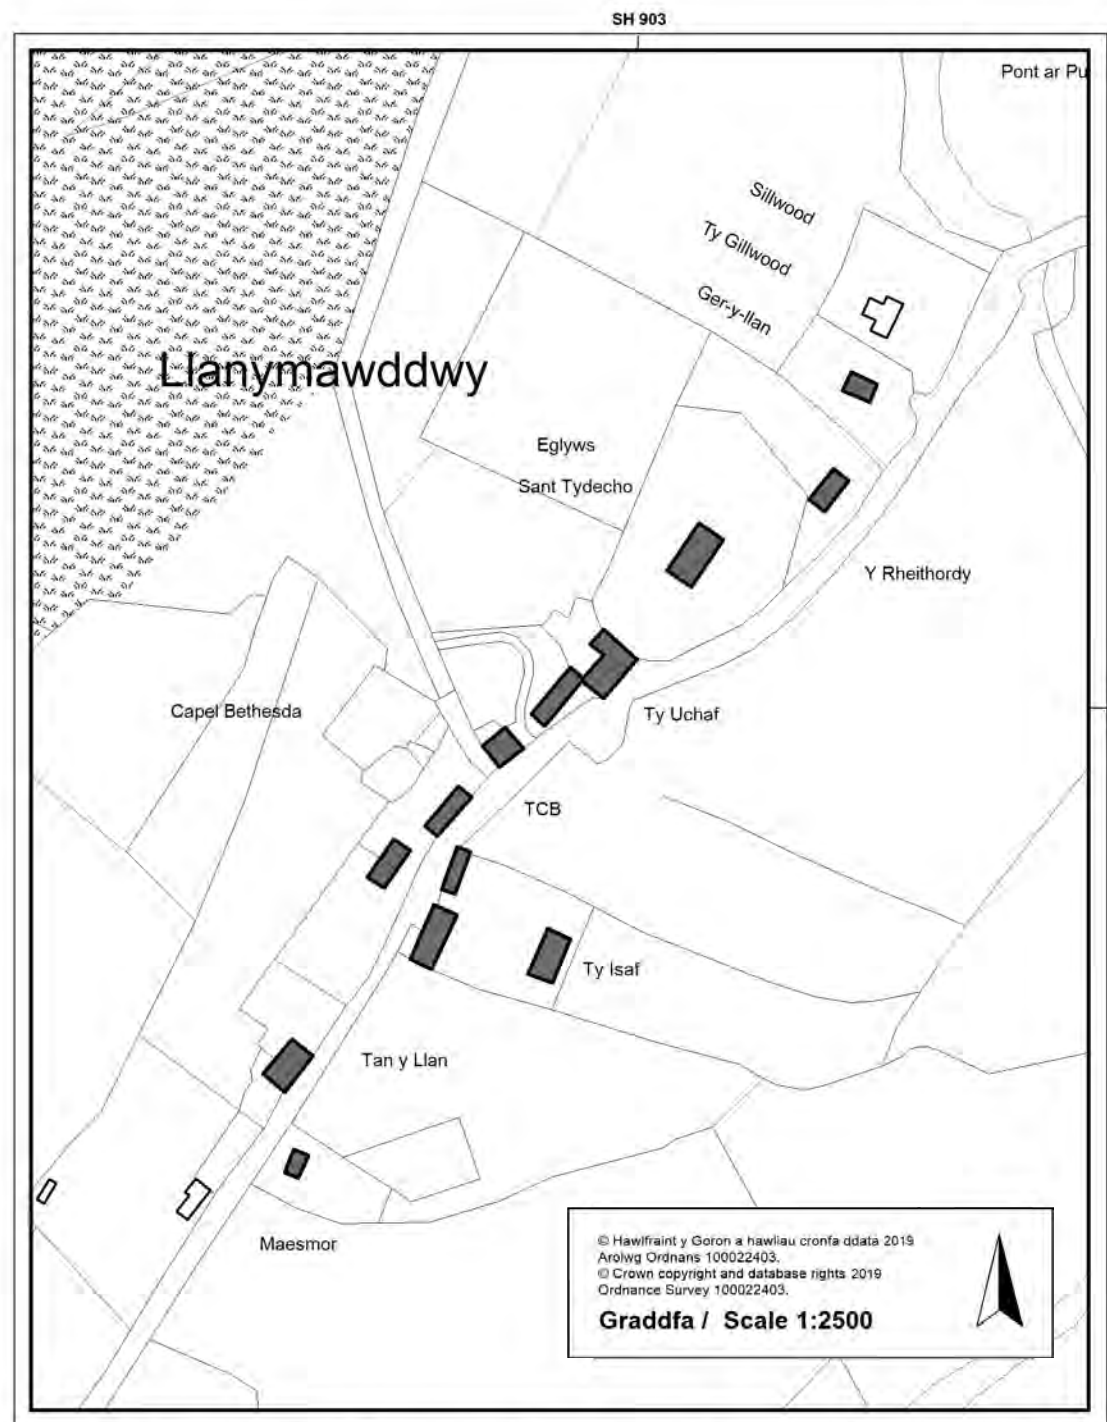 SH 903
Pont ar Pu
Sillwood
Ty Gillwood
Ger-y-llan
Llanymawddwy
Eglyws
Sant Tydecho
Y Rheithordy
Capel Bethesda
Ty Uchaf
TCB
Ty Isaf
Tan y Llan
Maesmor
© Hawlfraint y Goron a hawliau cronfa ddata 2019
Arolwg Ordnans 100022403.
© Crown copyright and database rights 2019
Ordnance Survey 100022403.
Graddfa / Scale 1:2500